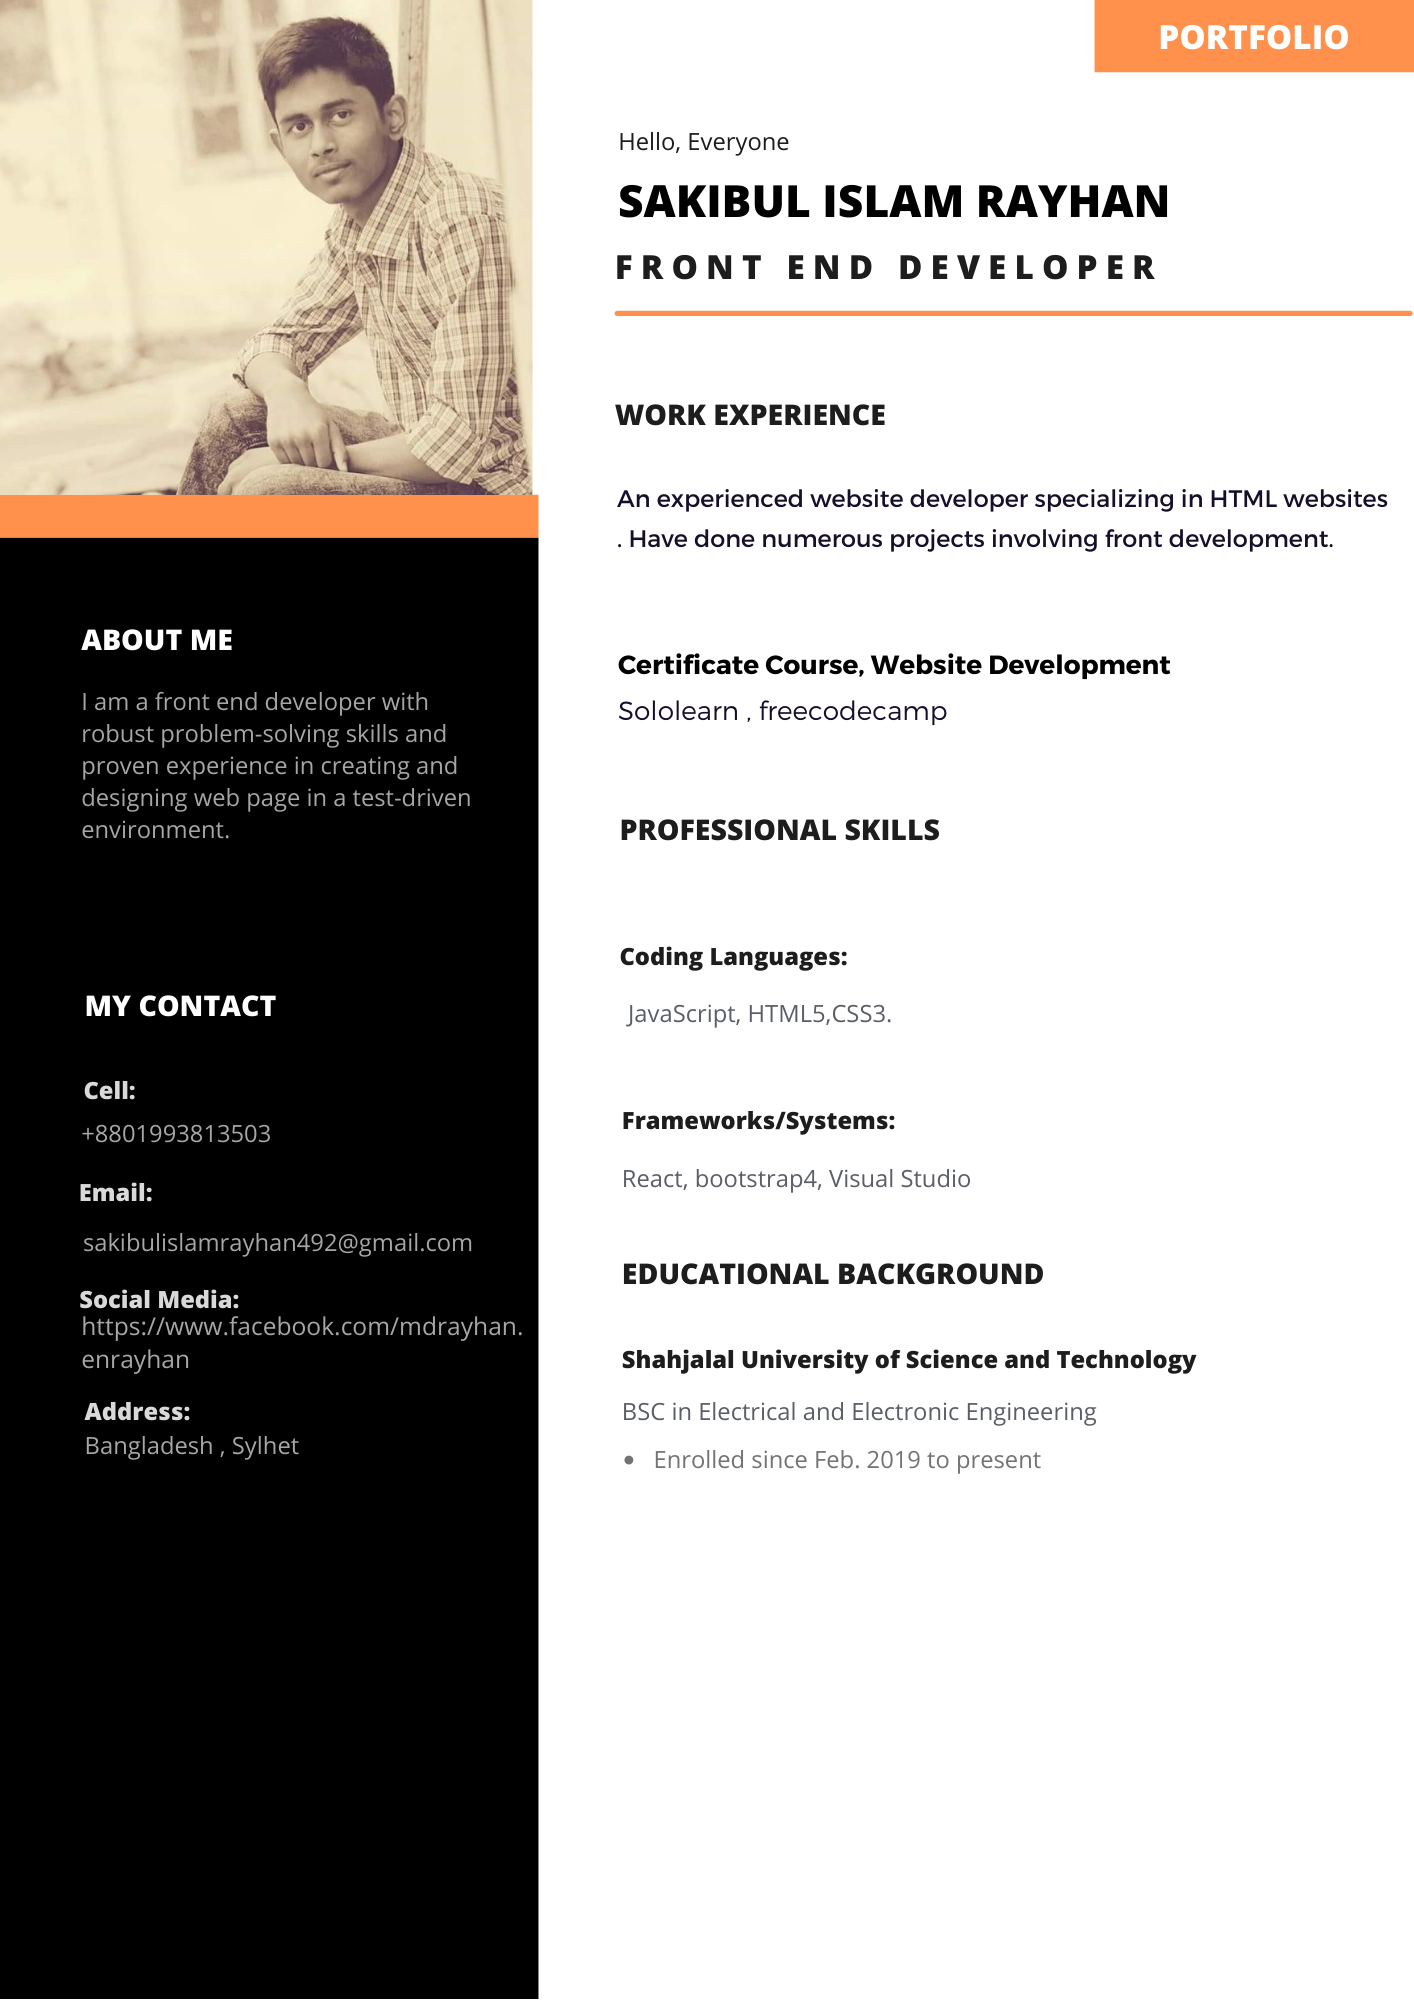 PORTFOLIO
Hello, Everyone
SAKIBUL ISLAM RAYHAN
FRONT END DEVELOPER
WORK EXPERIENCE
An experienced website developer specializing in HTML websites
. Have done numerous projects involving front development.
Certificate Course, Website Development
Sololearn , freecodecamp
PROFESSIONAL SKILLS
Coding Languages:
JavaScript, HTML5,CSS3.
Frameworks/Systems:
React, bootstrap4, Visual Studio
EDUCATIONAL BACKGROUND
Shahjalal University of Science and Technology
BSC in Electrical and Electronic Engineering
• Enrolled since Feb. 2019 to present
ABOUT ME
I am a front end developer with
robust problem-solving skills and
proven experience in creating and
designing web page in a test-driven
environment.
MY CONTACT
Cell:
+8801993813503
Email:
sakibulislamrayhan492@gmail.com
Social Media:
https://www.facebook.com/mdrayhan.
enrayhan
Address:
Bangladesh , Sylhet